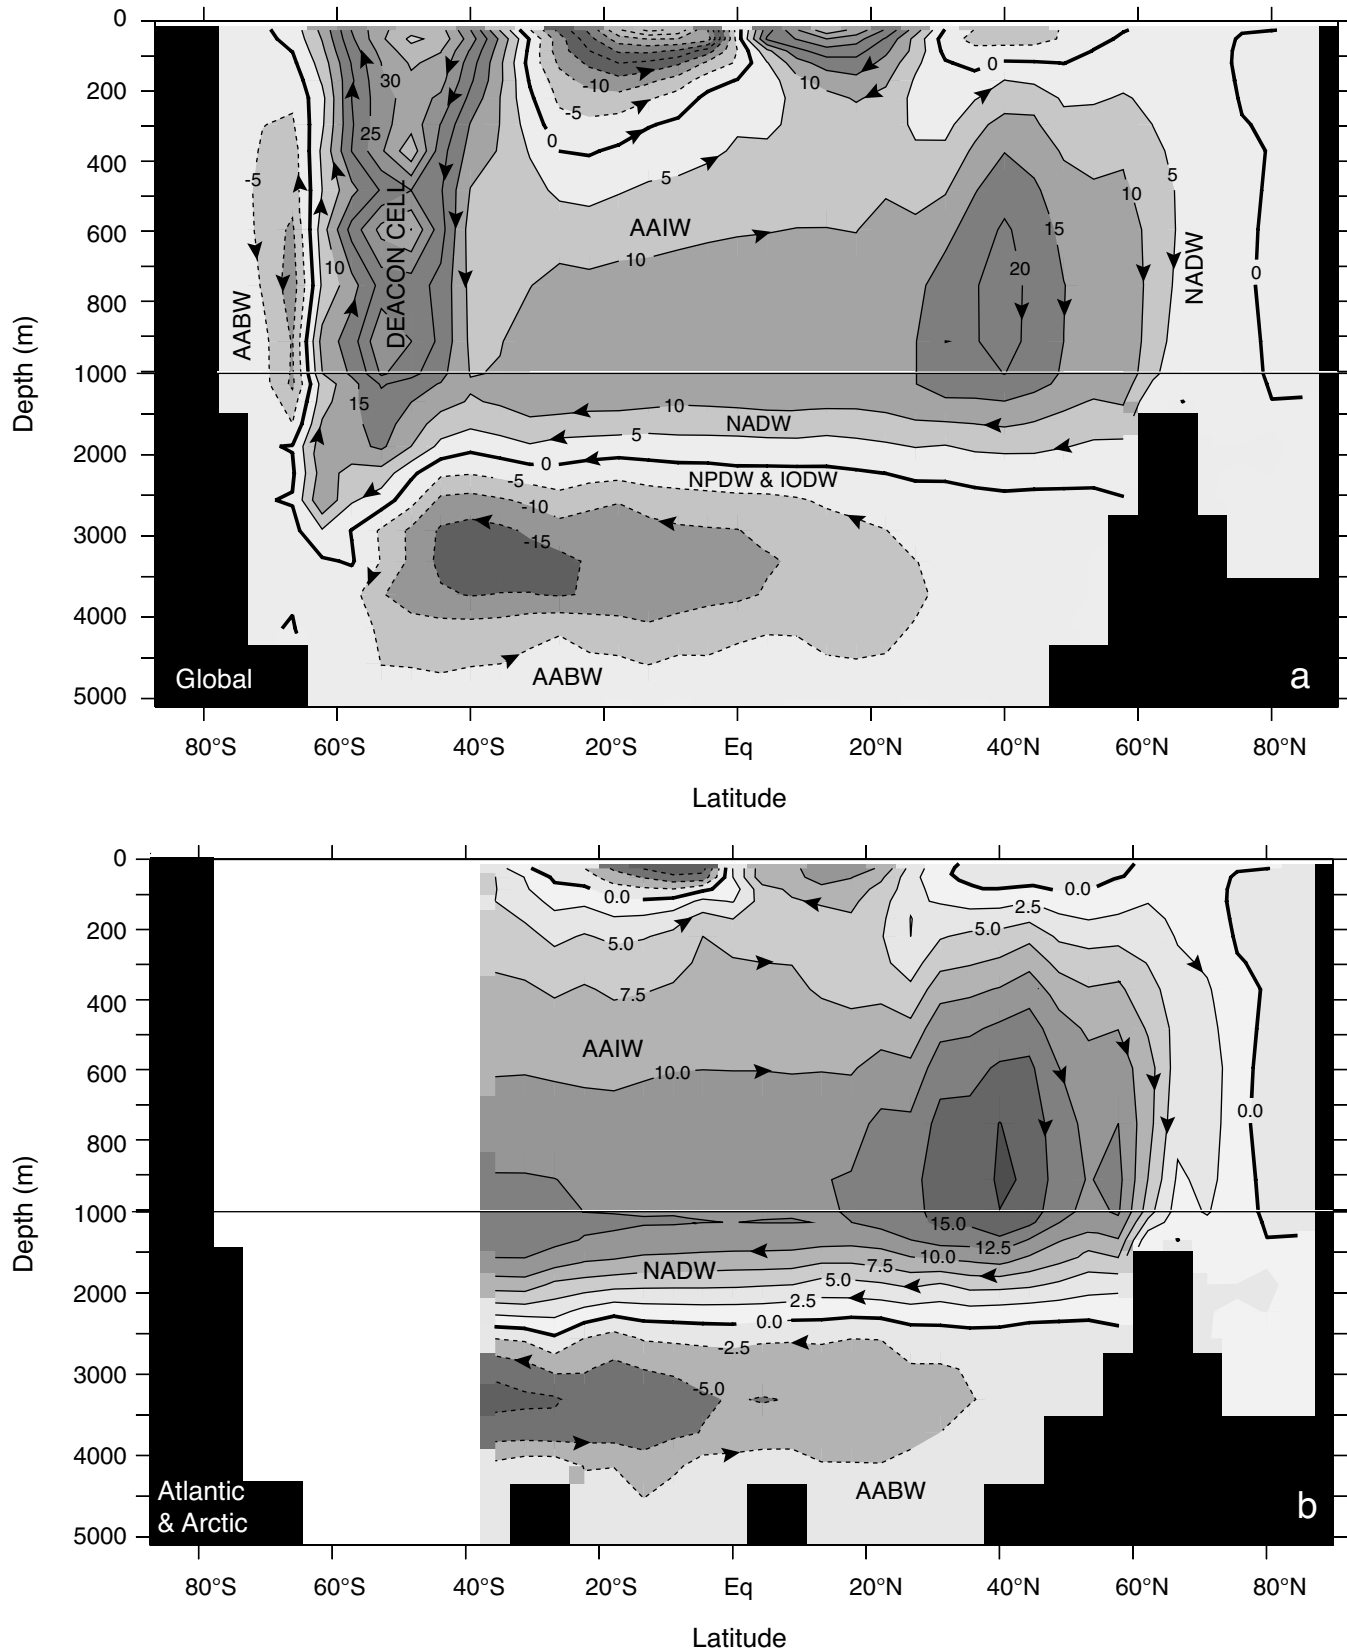 0
200
400
600
800
1000
2000
3000
4000
5000
Depth (m)
30
25
10
15
-5
AABW
DEACON CELL
-10
-5
0
5
AAIW
10
10
0
10
15
20
5
NADW
0
10
NADW
5
0
NPDW & IODW
-5
-10
-15
AABW
Global
a
80°S 60°S 40°S 20°S Eq 20°N 40°N 60°N 80°N
Latitude
0
200
400
600
800
1000
2000
3000
4000
5000
Depth (m)
0.0
5.0
7.5
AAIW
10.0
0.0
2.5
5.0
0.0
15.0
12.5
10.0
7.5
5.0
2.5
0.0
NADW
-2.5
-5.0
AABW
Atlantic
& Arctic
b
80°S 60°S 40°S 20°S Eq 20°N 40°N 60°N 80°N
Latitude